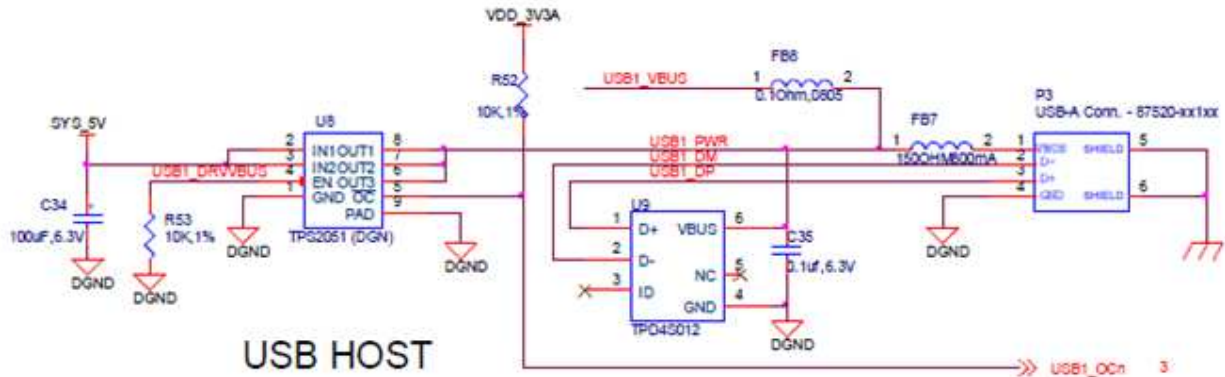 VDD_3V3A
FB8
USB1_VBUS
1
2
0.1Ohm,0805
R52
10K,1%
P3
USB-A Conn. - 87520-xx1xx
FB7
SYS_5V
U8
2 IN1 OUT1 8
3 IN2 OUT2 7
4 EN OUT3 6
1 GND OC 5
PAD 9
TPS2051 (DGN)
USB1_DRVVBUS
USB1_PWR
USB1_DM
USB1_DP
1
2
150OHM800mA
1 VBUS SHIELD 5
2 D-
3 D+
4 GND SHIELD 6
C34
100uF,6.3V
R53
10K,1%
DGND
DGND
DGND
DGND
DGND
U9
1 D+ VBUS 6
2 D-
3 ID NC 5
GND 4
TPD4S012
C35
0.1uf,6.3V
DGND
USB HOST
USB1_OCn 3